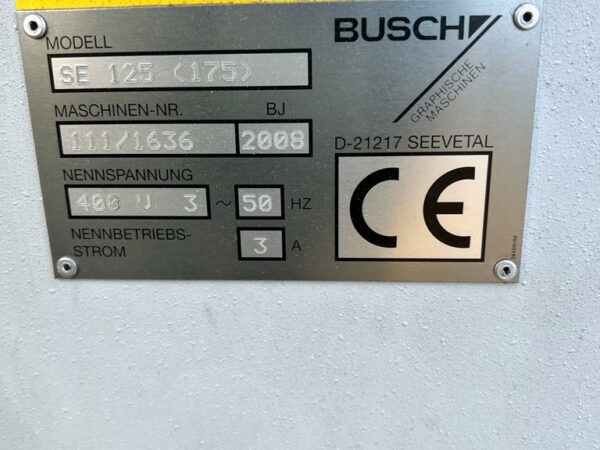 MODELL
SE 125 (175)
MASCHINEN-NR. BJ
111/1636 2008
NENNSPANNUNG
400 V 3 ~ 50 HZ
NENNBETRIEBS-
STROM 3 A
BUSCH
GRAPHISCHE
MASCHINEN
D-21217 SEEVETAL
CE